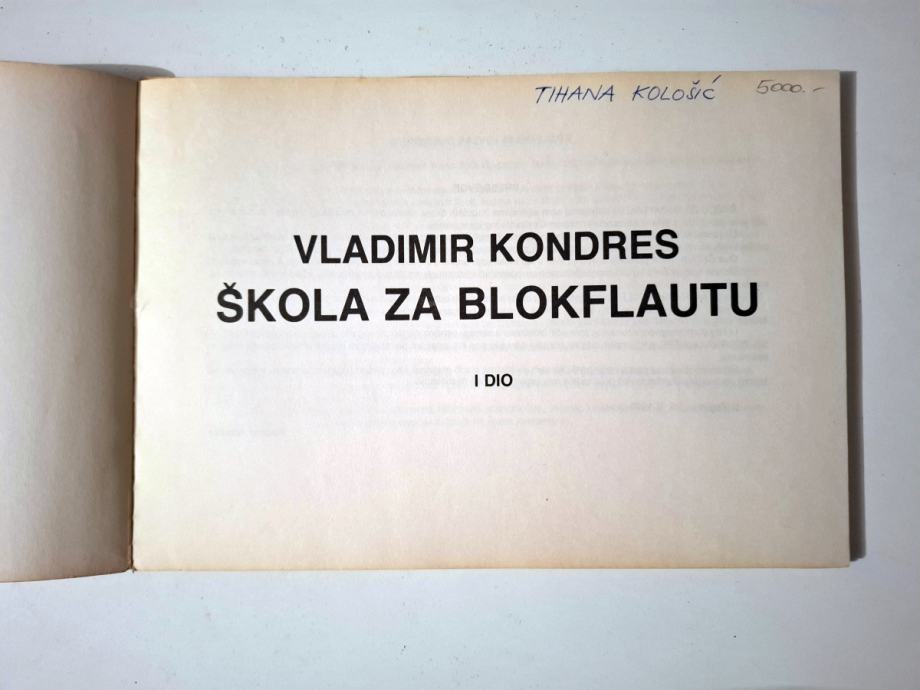 TIHANA KOLOŠIĆ 5000.-
VLADIMIR KONDRES
ŠKOLA ZA BLOKFLAUTU
I DIO